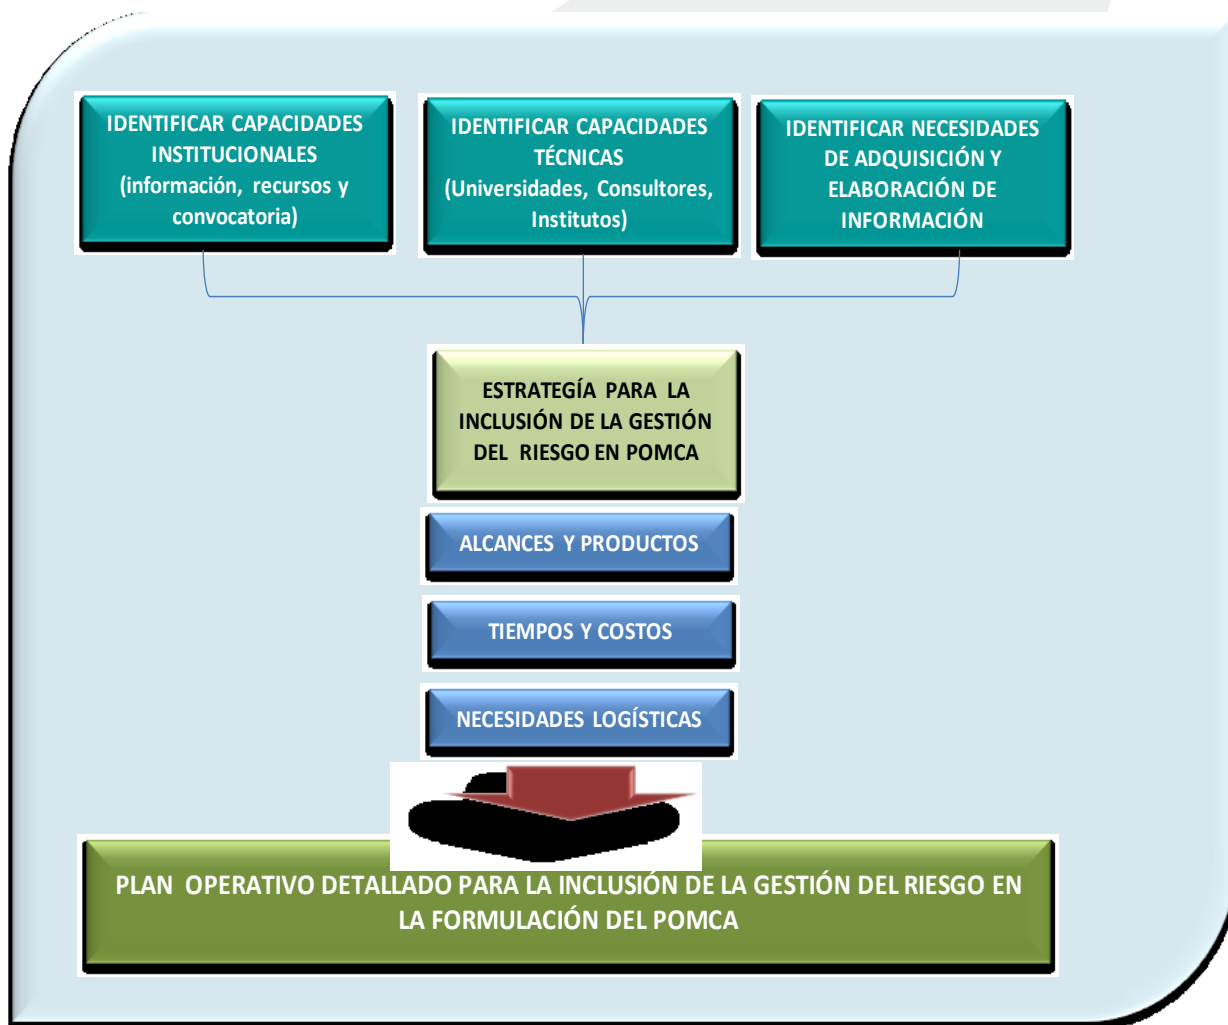 IDENTIFICAR CAPACIDADES
INSTITUCIONALES
(información, recursos y
convocatoria)
IDENTIFICAR CAPACIDADES
TÉCNICAS
(Universidades, Consultores,
Institutos)
IDENTIFICAR NECESIDADES
DE ADQUISICIÓN Y
ELABORACIÓN DE
INFORMACIÓN
ESTRATEGÍA PARA LA
INCLUSIÓN DE LA GESTIÓN
DEL RIESGO EN POMCA
ALCANCES Y PRODUCTOS
TIEMPOS Y COSTOS
NECESIDADES LOGÍSTICAS
PLAN OPERATIVO DETALLADO PARA LA INCLUSIÓN DE LA GESTIÓN DEL RIESGO EN
LA FORMULACIÓN DEL POMCA